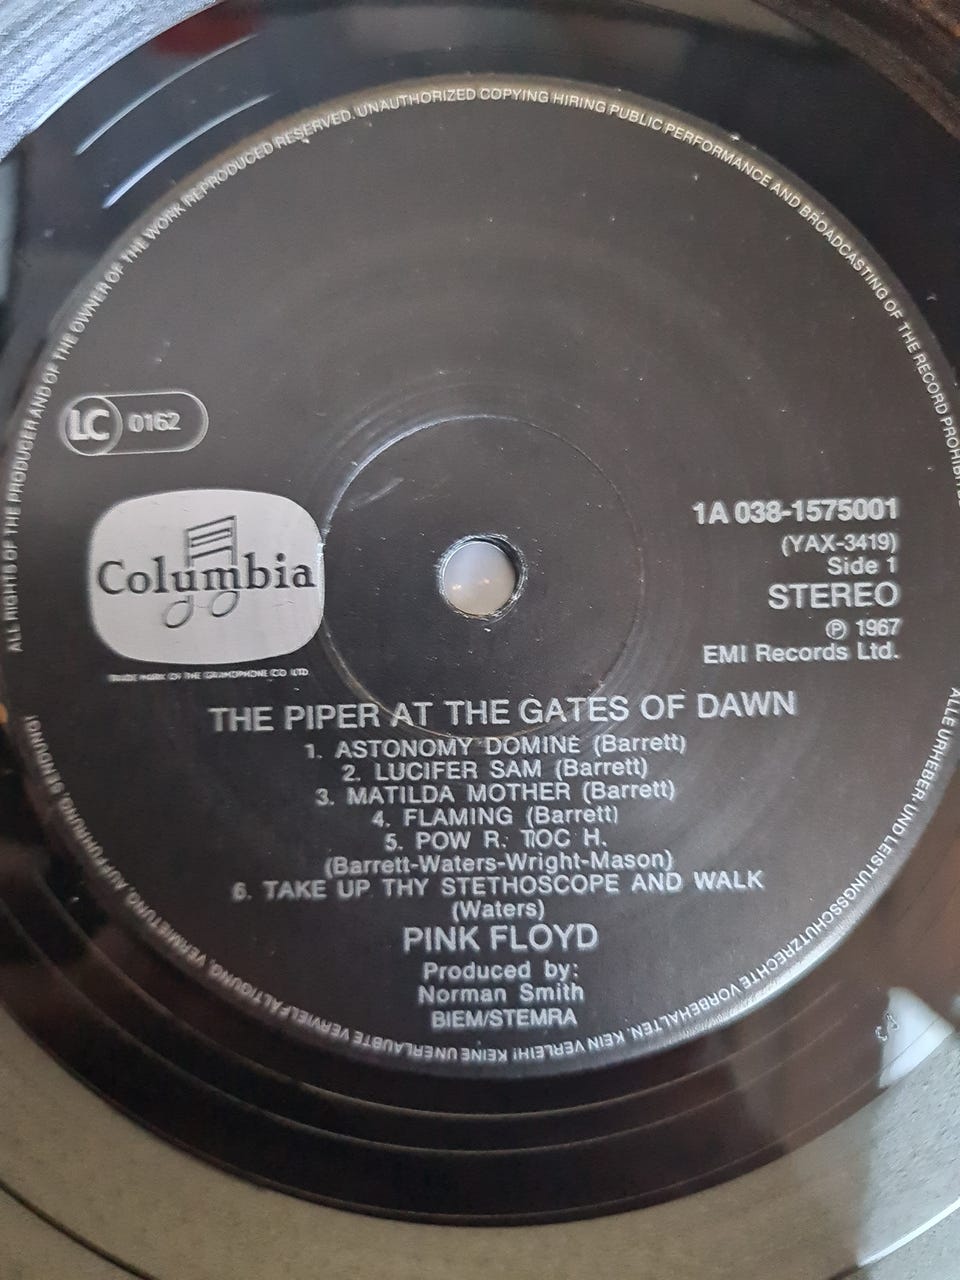 ALL RIGHTS OF THE PRODUCER AND OF THE OWNER OF THE WORK REPRODUCED RESERVED. UNAUTHORIZED COPYING HIRING PUBLIC PERFORMANCE AND BROADCASTING OF THE RECORD PROHIBITED
LC 0162
Columbia
TRADE MARK OF THE GRAMOPHONE CO LTD
1A 038-1575001
(YAX-3419)
Side 1
STEREO
℗ 1967
EMI Records Ltd.
THE PIPER AT THE GATES OF DAWN
1. ASTONOMY DOMINE (Barrett)
2. LUCIFER SAM (Barrett)
3. MATILDA MOTHER (Barrett)
4. FLAMING (Barrett)
5. POW R. TOC H.
(Barrett-Waters-Wright-Mason)
6. TAKE UP THY STETHOSCOPE AND WALK
(Waters)
PINK FLOYD
Produced by:
Norman Smith
BIEM/STEMRA
ALLE URHEBER- UND LEISTUNGSSCHUTZRECHTE VORBEHALTEN. KEIN VERLEIH! KEINE UNERLAUBTE VERVIELFÄLTIGUNG, VERMIETUNG, AUFFÜHRUNG, SENDUNG!